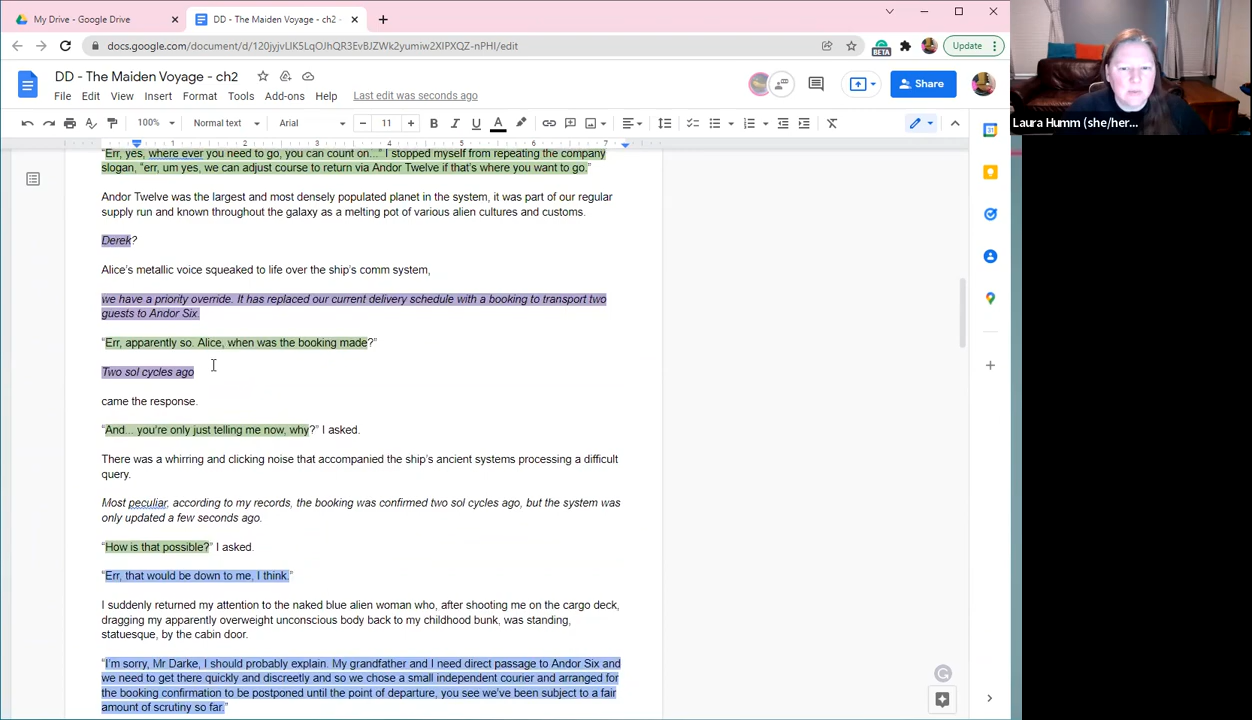 My Drive - Google Drive
DD - The Maiden Voyage - ch2 -
docs.google.com/document/d/120jyjvLIK5LqOJhQR3EvBJZWk2yumiw2XIPXQZ-nPHI/edit
BETA
Update
DD - The Maiden Voyage - ch2
File Edit View Insert Format Tools Add-ons Help Last edit was seconds ago
Share
100% Normal text Arial 11
1 2 3 4 5 6 7
"Err, yes, where ever you need to go, you can count on..." I stopped myself from repeating the company
slogan, "err, um yes, we can adjust course to return via Andor Twelve if that's where you want to go."
Andor Twelve was the largest and most densely populated planet in the system, it was part of our regular
supply run and known throughout the galaxy as a melting pot of various alien cultures and customs.
Derek?
Alice's metallic voice squeaked to life over the ship's comm system,
we have a priority override. It has replaced our current delivery schedule with a booking to transport two
guests to Andor Six.
"Err, apparently so. Alice, when was the booking made?"
Two sol cycles ago
came the response.
"And... you're only just telling me now, why?" I asked.
There was a whirring and clicking noise that accompanied the ship's ancient systems processing a difficult
query.
Most peculiar, according to my records, the booking was confirmed two sol cycles ago, but the system was
only updated a few seconds ago.
"How is that possible?" I asked.
"Err, that would be down to me, I think."
I suddenly returned my attention to the naked blue alien woman who, after shooting me on the cargo deck,
dragging my apparently overweight unconscious body back to my childhood bunk, was standing,
statuesque, by the cabin door.
"I'm sorry, Mr Darke, I should probably explain. My grandfather and I need direct passage to Andor Six and
we need to get there quickly and discreetly and so we chose a small independent courier and arranged for
the booking confirmation to be postponed until the point of departure, you see we've been subject to a fair
amount of scrutiny so far."
Laura Humm (she/her...